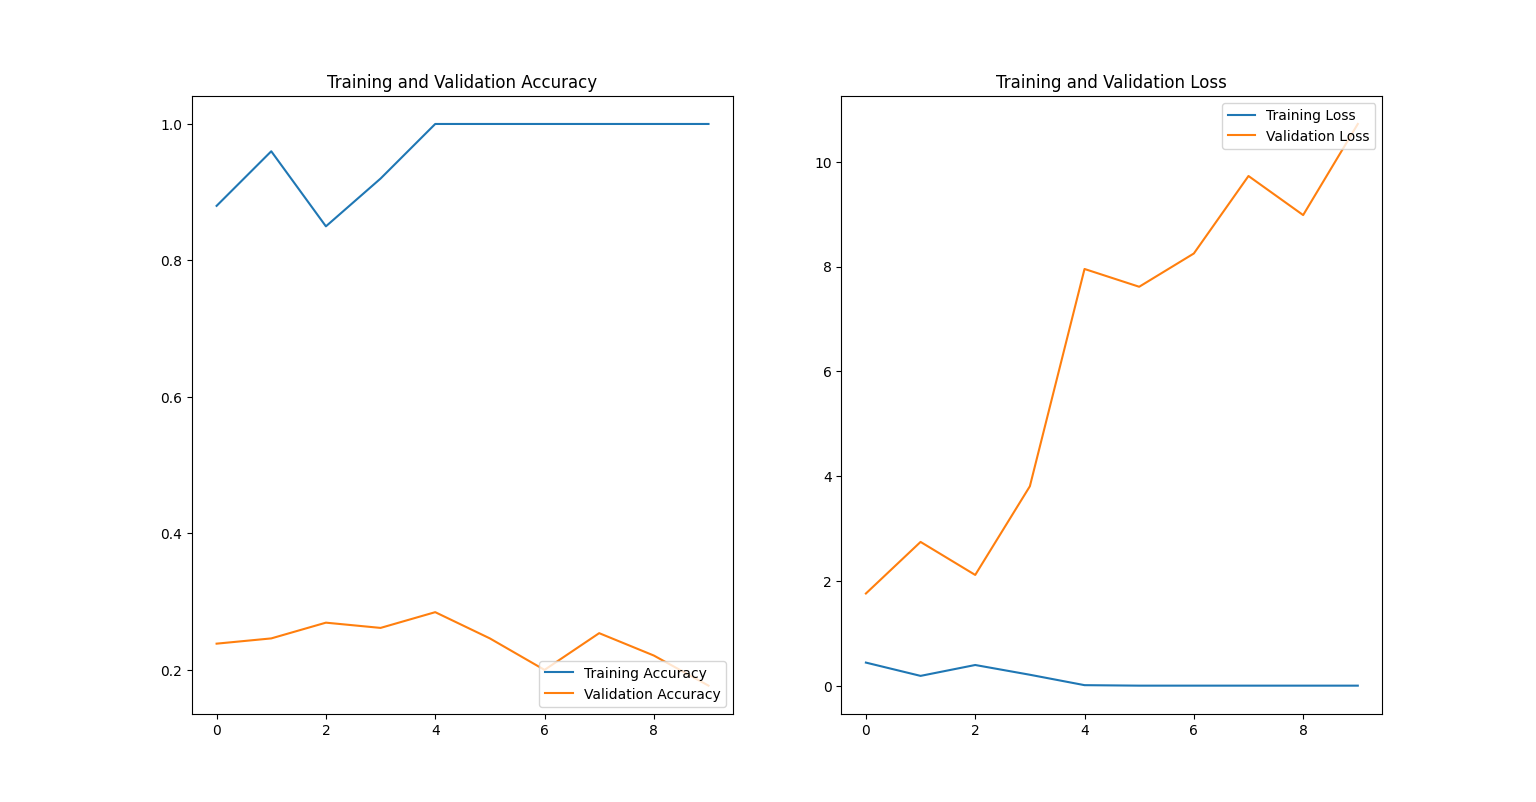 Training and Validation Accuracy
1.0
0.8
0.6
0.4
0.2
0 2 4 6 8
Training Accuracy
Validation Accuracy
Training and Validation Loss
10
8
6
4
2
0
0 2 4 6 8
Training Loss
Validation Loss